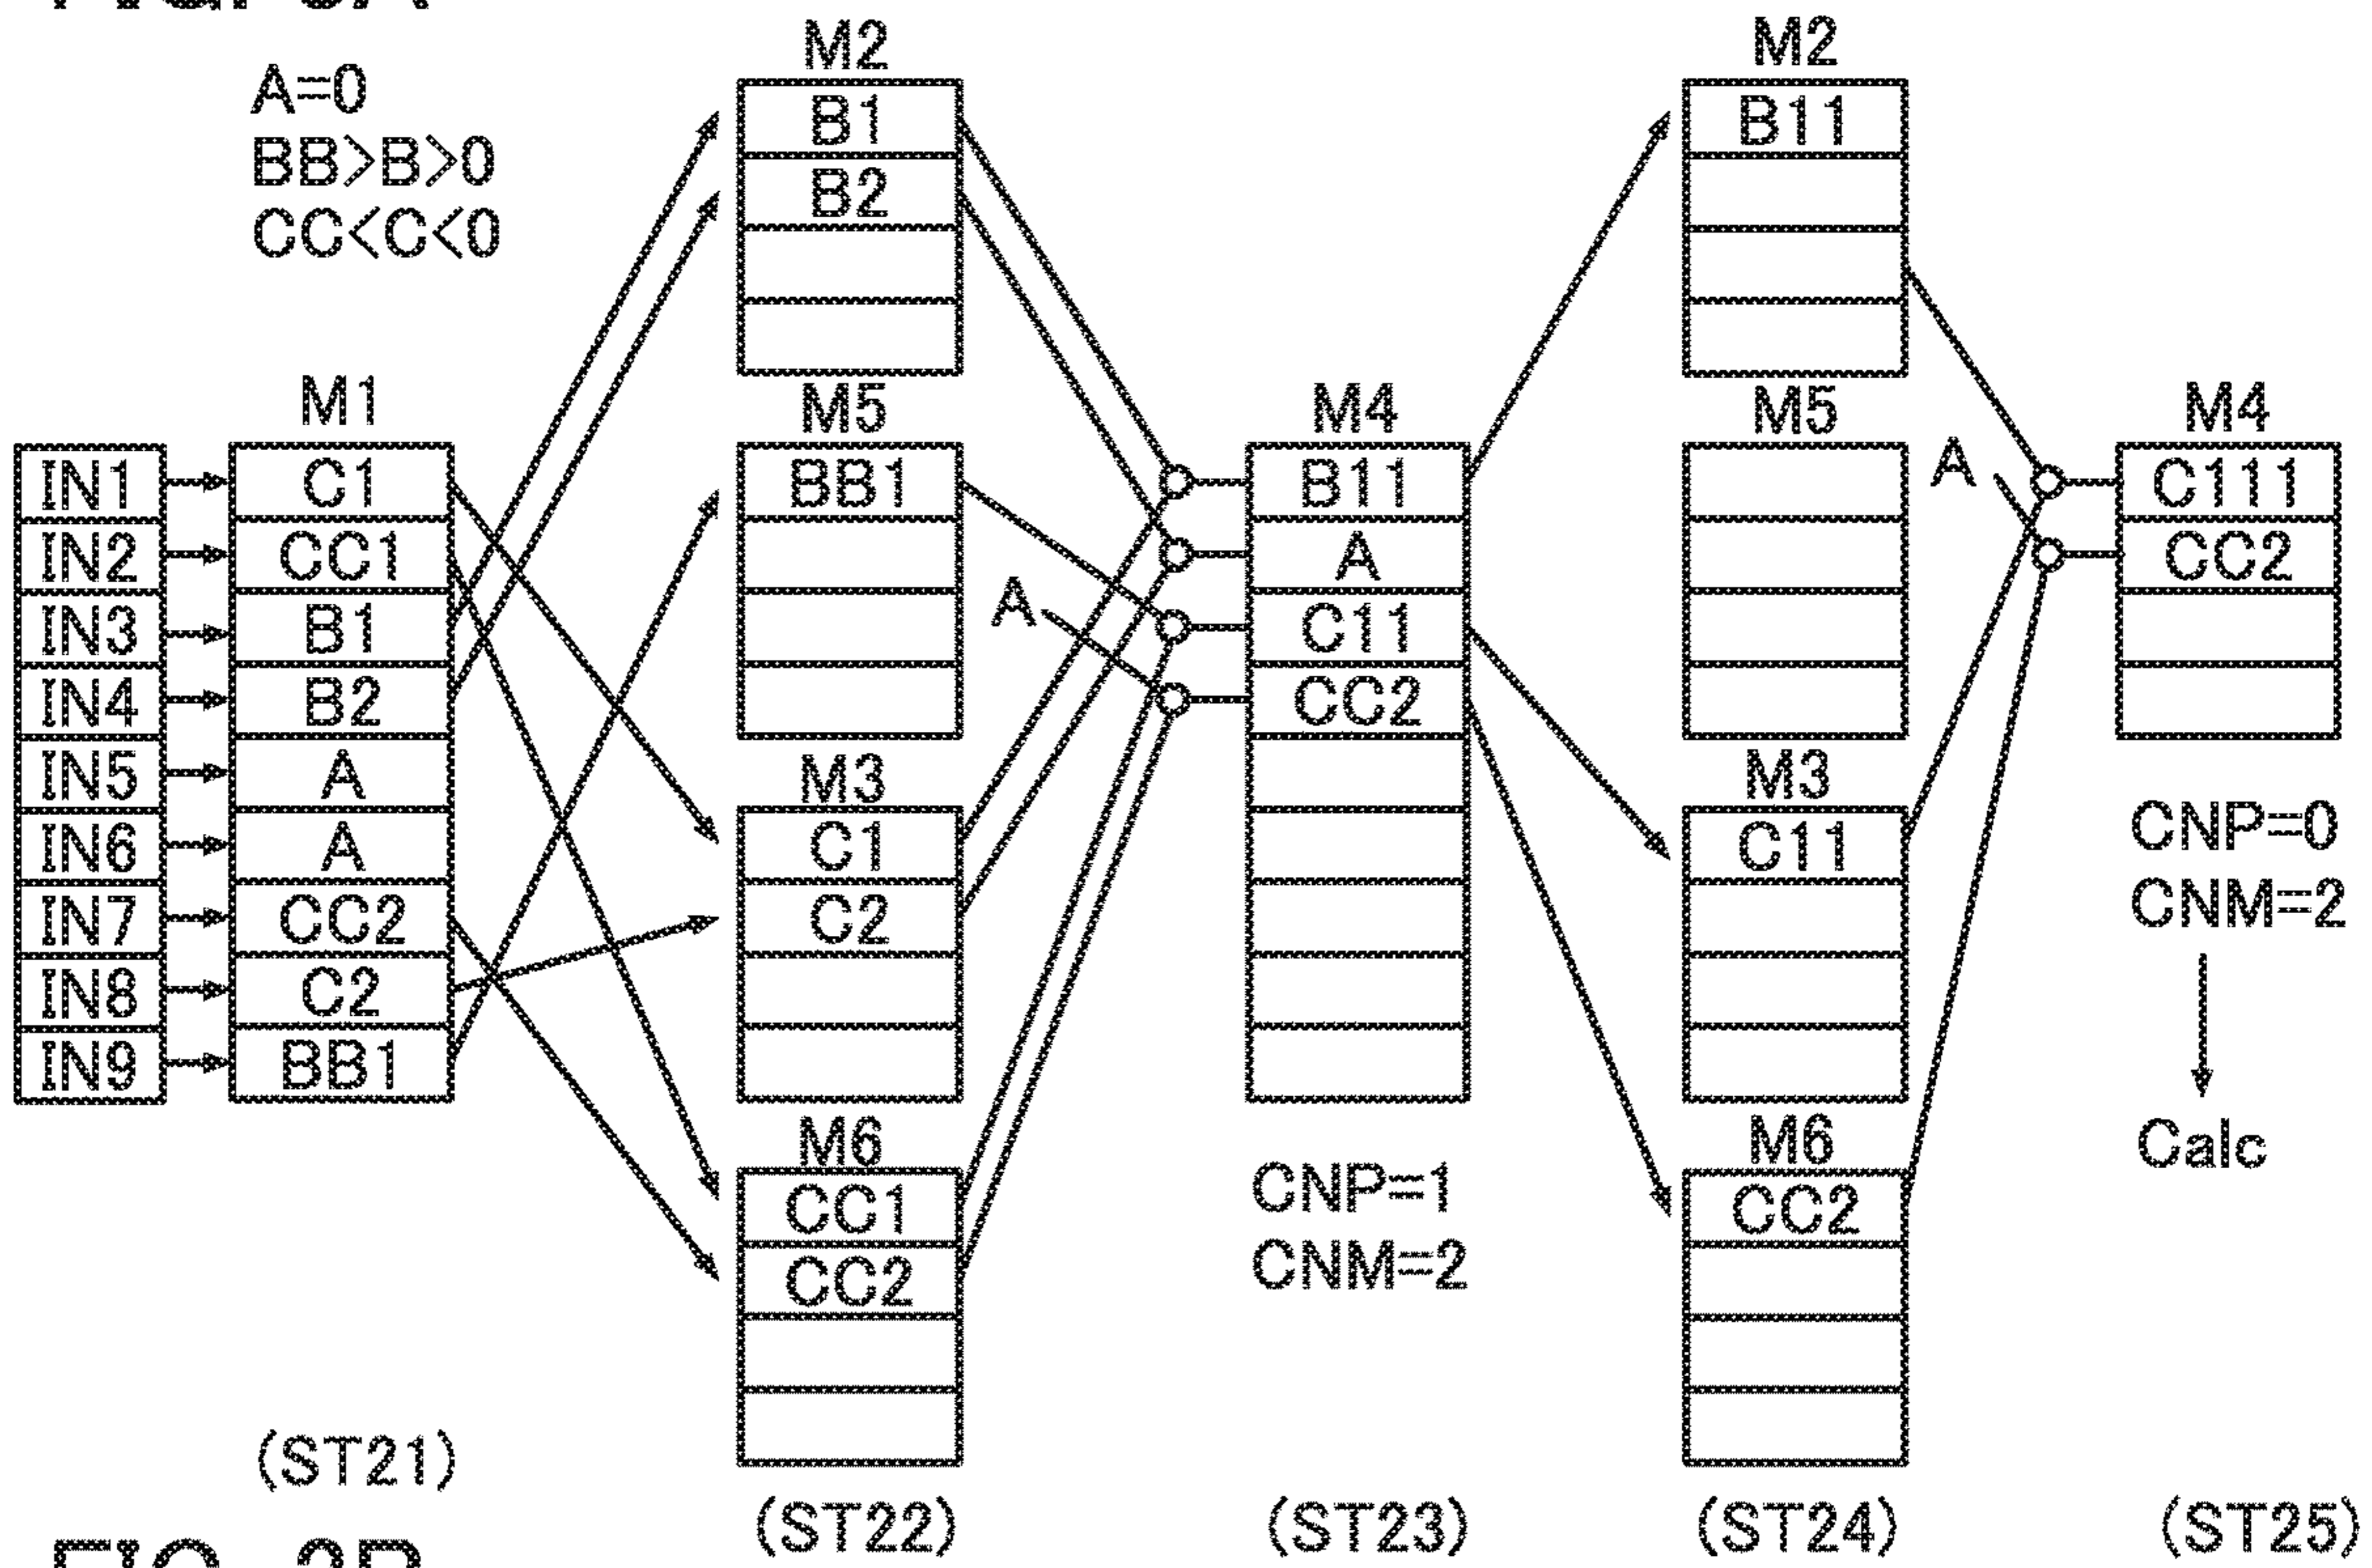 A=0
BB>B>0
CC<C<0
M1
IN1
IN2
IN3
IN4
IN5
IN6
IN7
IN8
IN9
C1
CC1
B1
B2
A
A
CC2
C2
BB1
(ST21)
M2
B1
B2
M5
BB1
M3
C1
C2
M6
CC1
CC2
(ST22)
A
M4
B11
A
C11
CC2
CNP=1
CNM=2
(ST23)
M2
B11
M5
M3
C11
M6
CC2
(ST24)
A
M4
C111
CC2
CNP=0
CNM=2
Calc
(ST25)